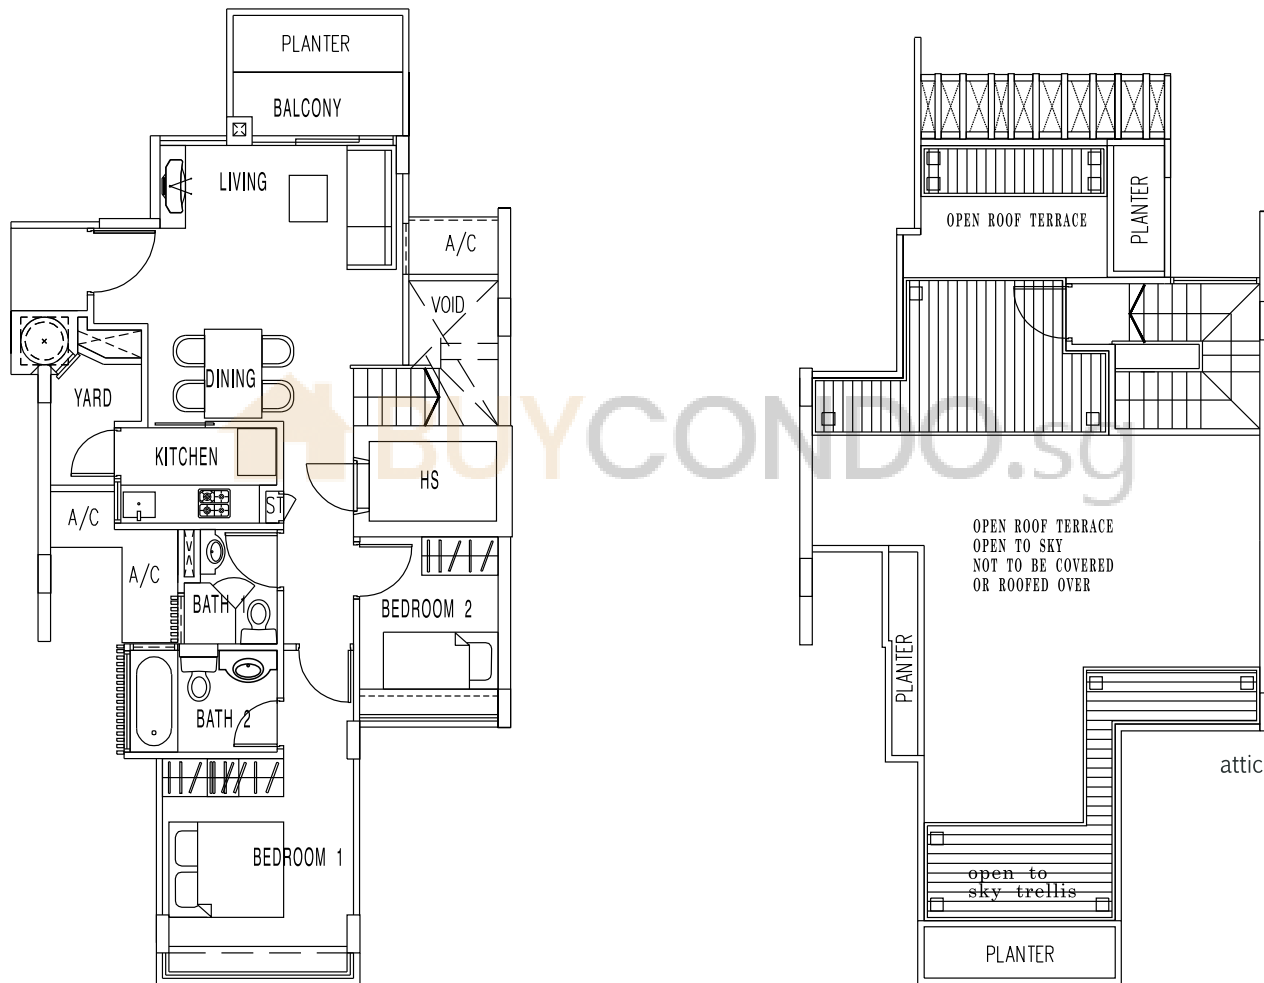 PLANTER
BALCONY
LIVING
A/C
VOID
DINING
YARD
KITCHEN
HS
ST
A/C
A/C
BATH 1
BEDROOM 2
BATH 2
BEDROOM 1
BUYCONDO.sg
PLANTER
OPEN ROOF TERRACE
OPEN ROOF TERRACE
OPEN TO SKY
NOT TO BE COVERED
OR ROOFED OVER
PLANTER
attic
open to
sky trellis
PLANTER